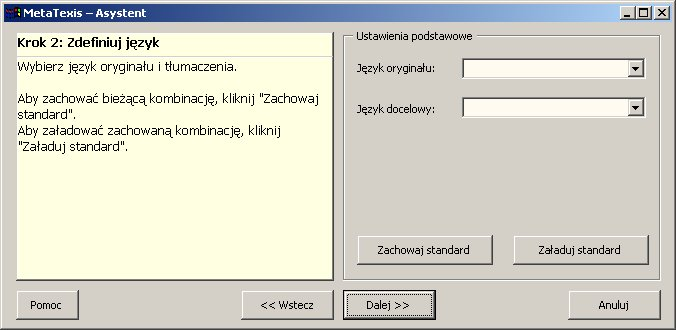 MetaTexis – Asystent
Krok 2: Zdefiniuj język
Wybierz język oryginału i tłumaczenia.
Aby zachować bieżącą kombinację, kliknij "Zachowaj
standard".
Aby załadować zachowaną kombinację, kliknij
"Załaduj standard".
Ustawienia podstawowe
Język oryginału:
Język docelowy:
Zachowaj standard
Załaduj standard
Pomoc
<< Wstecz
Dalej >>
Anuluj